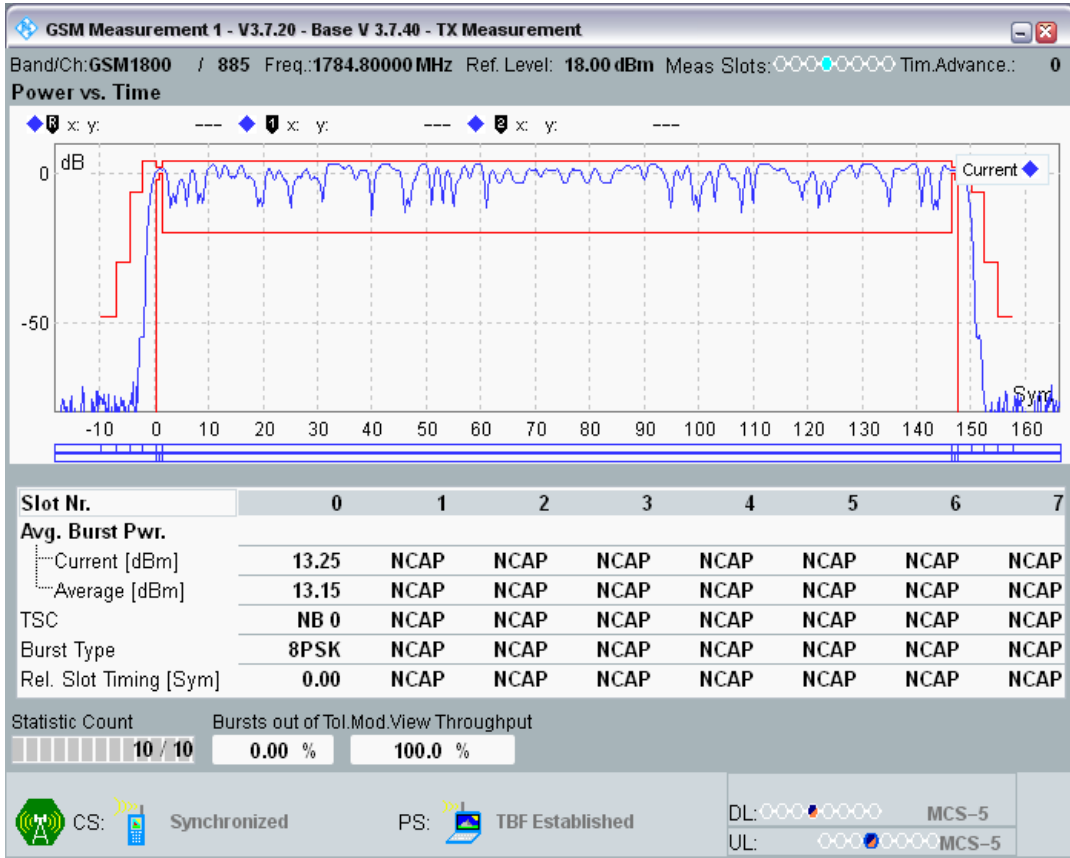 GSM Measurement 1 - V3.7.20 - Base V 3.7.40 - TX Measurement
Band/Ch:GSM1800 / 885 Freq.:1784.80000 MHz Ref. Level: 18.00 dBm Meas Slots: Tim.Advance.: 0
Power vs. Time
R x: y: --- 1 x: y: --- 2 x: y: ---
dB
Current
0
-50
Sym
-10 0 10 20 30 40 50 60 70 80 90 100 110 120 130 140 150 160
Slot Nr. 0 1 2 3 4 5 6 7
Avg. Burst Pwr.
Current [dBm] 13.25 NCAP NCAP NCAP NCAP NCAP NCAP NCAP
Average [dBm] 13.15 NCAP NCAP NCAP NCAP NCAP NCAP NCAP
TSC NB 0 NCAP NCAP NCAP NCAP NCAP NCAP NCAP
Burst Type 8PSK NCAP NCAP NCAP NCAP NCAP NCAP NCAP
Rel. Slot Timing [Sym] 0.00 NCAP NCAP NCAP NCAP NCAP NCAP NCAP
Statistic Count Bursts out of Tol.Mod.View Throughput
10 / 10 0.00 % 100.0 %
CS: Synchronized PS: TBF Established
DL: MCS-5
UL: MCS-5